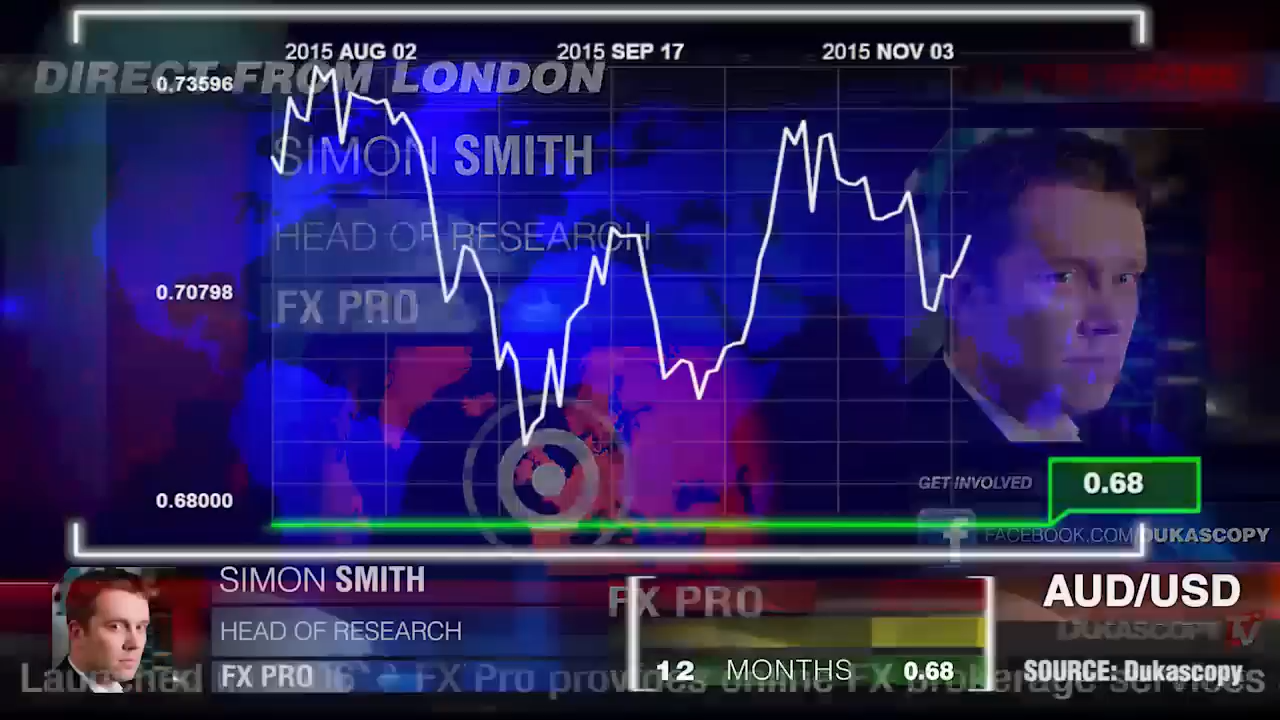 2015 AUG 02 2015 SEP 17 2015 NOV 03
DIRECT FROM LONDON
0.73596
SIMON SMITH
HEAD OF RESEARCH
0.70798
FX PRO
GET INVOLVED
0.68
0.68000
FACEBOOK.COM/DUKASCOPY
SIMON SMITH
HEAD OF RESEARCH
FX PRO
FX PRO
12 MONTHS 0.68
AUD/USD
DUKASCOPY TV
SOURCE: Dukascopy
FX Pro provides online FX brokerage services